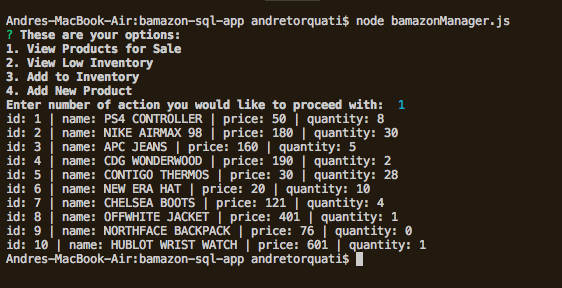 Andres-MacBook-Air:bamazon-sql-app andretorquati$ node bamazonManager.js
? These are your options:
1. View Products for Sale
2. View Low Inventory
3. Add to Inventory
4. Add New Product
Enter number of action you would like to proceed with:  1
id: 1 | name: PS4 CONTROLLER | price: 50 | quantity: 8
id: 2 | name: NIKE AIRMAX 98 | price: 180 | quantity: 30
id: 3 | name: APC JEANS | price: 160 | quantity: 5
id: 4 | name: CDG WONDERWOOD | price: 190 | quantity: 2
id: 5 | name: CONTIGO THERMOS | price: 30 | quantity: 28
id: 6 | name: NEW ERA HAT | price: 20 | quantity: 10
id: 7 | name: CHELSEA BOOTS | price: 121 | quantity: 4
id: 8 | name: OFFWHITE JACKET | price: 401 | quantity: 1
id: 9 | name: NORTHFACE BACKPACK | price: 76 | quantity: 0
id: 10 | name: HUBLOT WRIST WATCH | price: 601 | quantity: 1
Andres-MacBook-Air:bamazon-sql-app andretorquati$